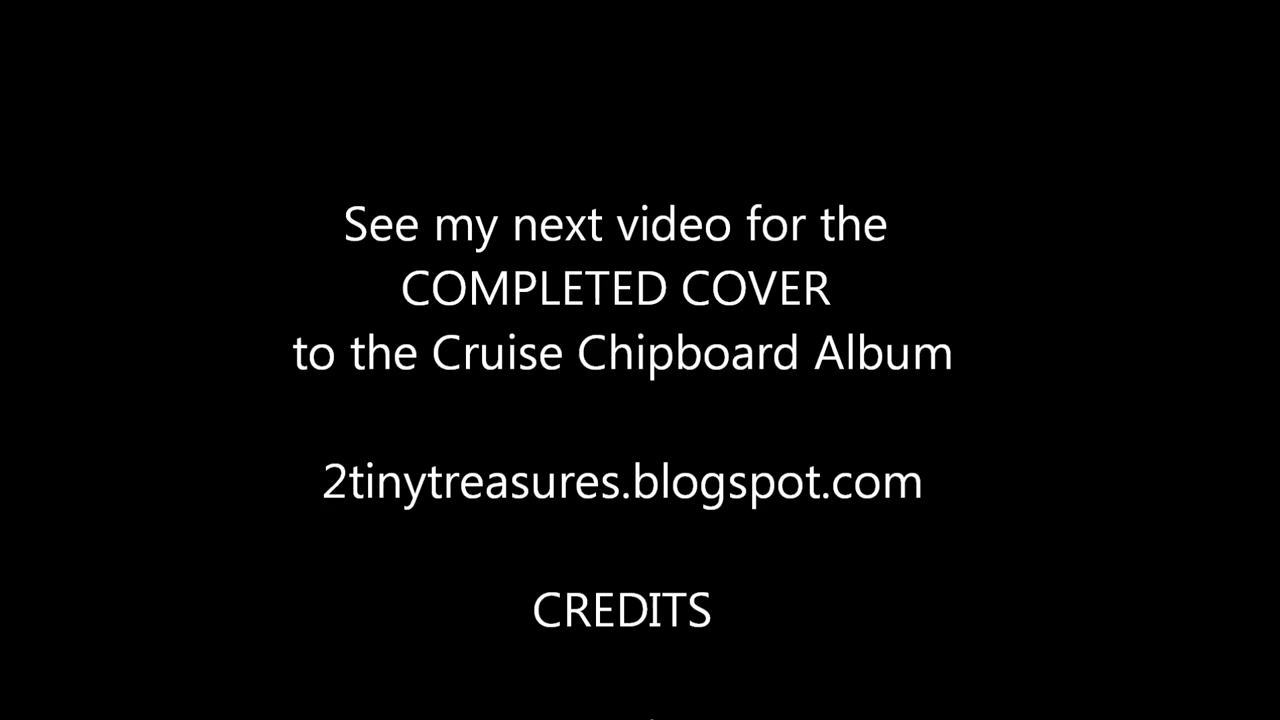 See my next video for the
COMPLETED COVER
to the Cruise Chipboard Album
2tinytreasures.blogspot.com
CREDITS